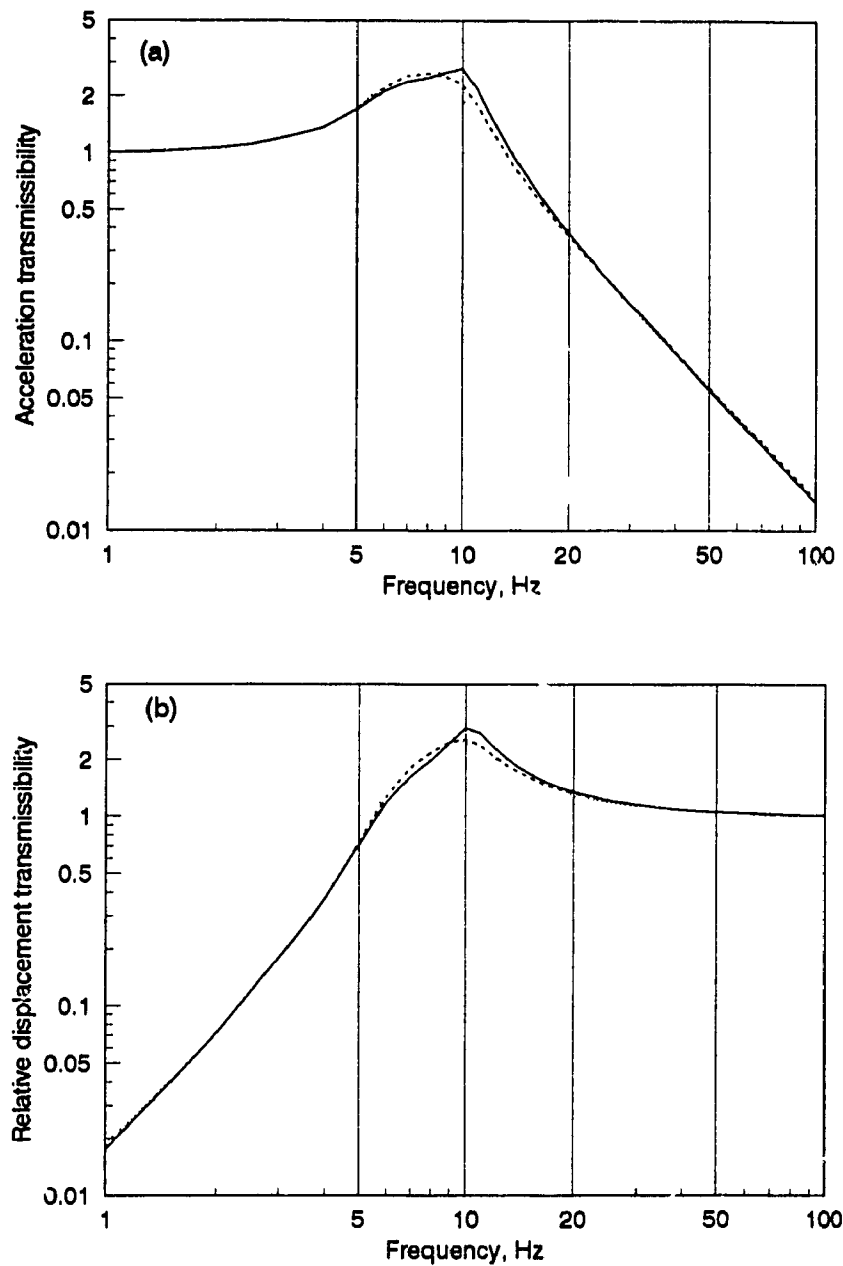 (a)
Acceleration transmissibility
5
2
1
0.5
0.1
0.05
0.01
1 5 10 20 50 100
Frequency, Hz
(b)
Relative displacement transmissibility
5
2
1
0.5
0.1
0.05
0.01
1 5 10 20 50 100
Frequency, Hz